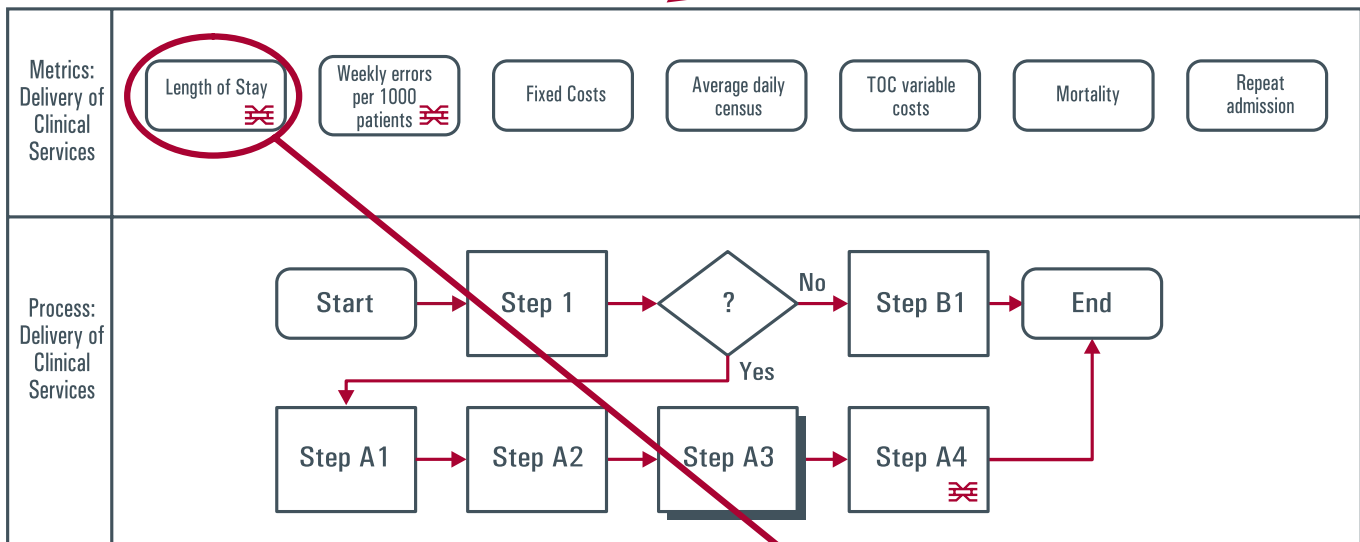 Metrics:
Delivery of
Clinical
Services
Length of Stay
Weekly errors
per 1000
patients
Fixed Costs
Average daily
census
TOC variable
costs
Mortality
Repeat
admission
Process:
Delivery of
Clinical
Services
Start
Step 1
?
No
Step B1
End
Yes
Step A1
Step A2
Step A3
Step A4